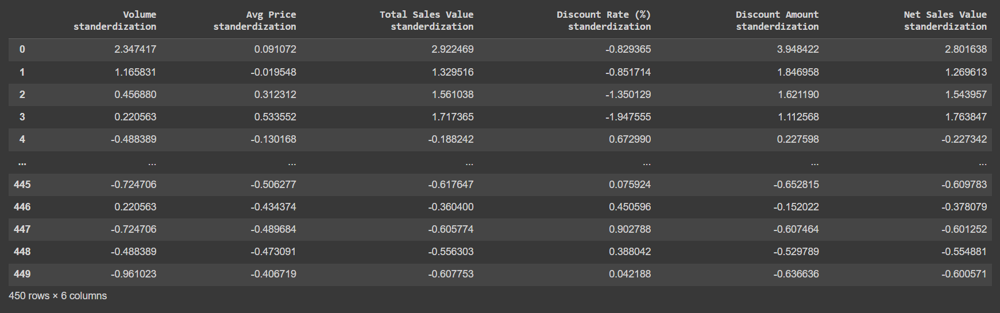 Volume Avg Price Total Sales Value Discount Rate (%) Discount Amount Net Sales Value
standerdization standerdization standerdization standerdization standerdization standerdization
0 2.347417 0.091072 2.922469 -0.829365 3.948422 2.801638
1 1.165831 -0.019548 1.329516 -0.851714 1.846958 1.269613
2 0.456880 0.312312 1.561038 -1.350129 1.621190 1.543957
3 0.220563 0.533552 1.717365 -1.947555 1.112568 1.763847
4 -0.488389 -0.130168 -0.188242 0.672990 0.227598 -0.227342
... ... ... ... ... ... ...
445 -0.724706 -0.506277 -0.617647 0.075924 -0.652815 -0.609783
446 0.220563 -0.434374 -0.360400 0.450596 -0.152022 -0.378079
447 -0.724706 -0.489684 -0.605774 0.902788 -0.607464 -0.601252
448 -0.488389 -0.473091 -0.556303 0.388042 -0.529789 -0.554881
449 -0.961023 -0.406719 -0.607753 0.042188 -0.636636 -0.600571
450 rows × 6 columns